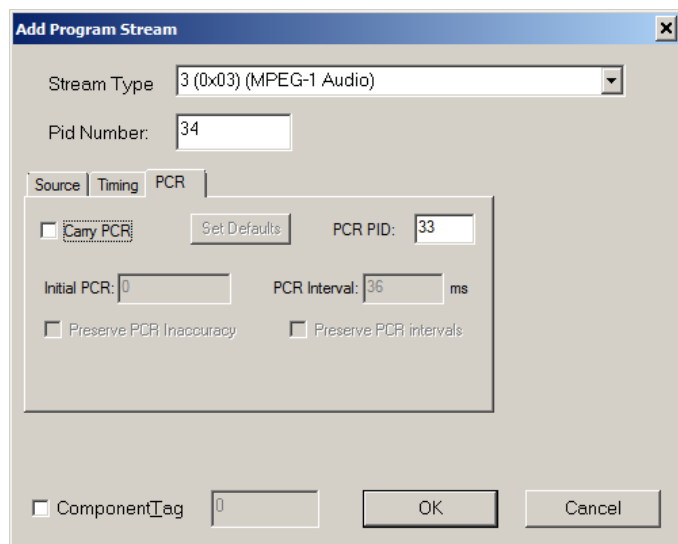 Add Program Stream
Stream Type 3 (0x03) (MPEG-1 Audio)
Pid Number: 34
Source Timing PCR
Carry PCR Set Defaults PCR PID: 33
Initial PCR: 0 PCR Interval: 36 ms
Preserve PCR Inaccuracy Preserve PCR intervals
ComponentTag 0 OK Cancel